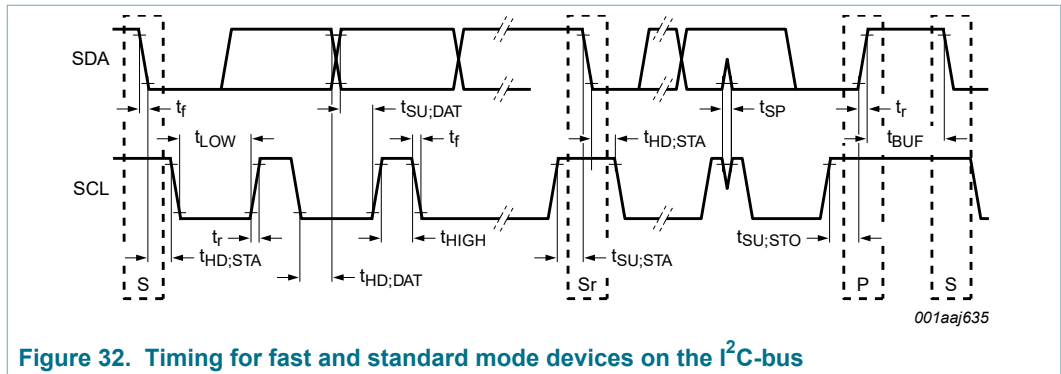 SDA
t_f
t_SU;DAT
t_SP
t_r
t_LOW
t_f
t_HD;STA
t_BUF
SCL
t_r
t_HIGH
t_SU;STO
t_HD;STA
t_HD;DAT
t_SU;STA
S
Sr
P
S
001aaj635
Figure 32. Timing for fast and standard mode devices on the I²C-bus